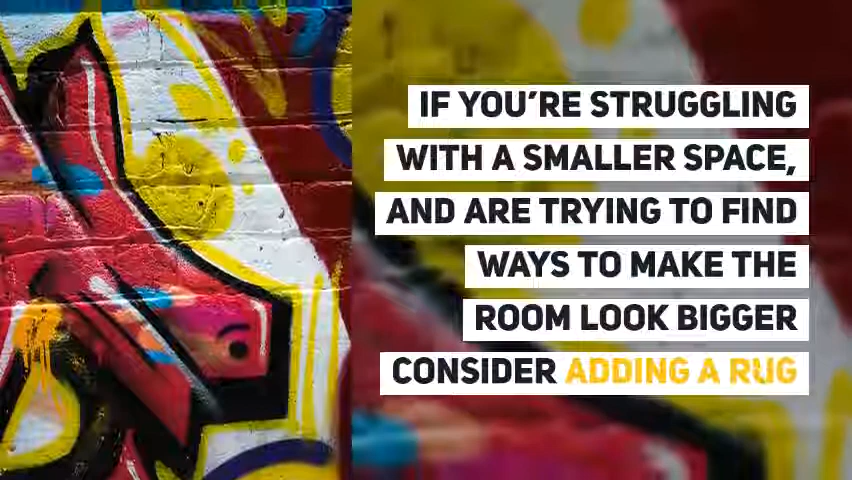 IF YOU'RE STRUGGLING
WITH A SMALLER SPACE,
AND ARE TRYING TO FIND
WAYS TO MAKE THE
ROOM LOOK BIGGER
CONSIDER ADDING A RUG